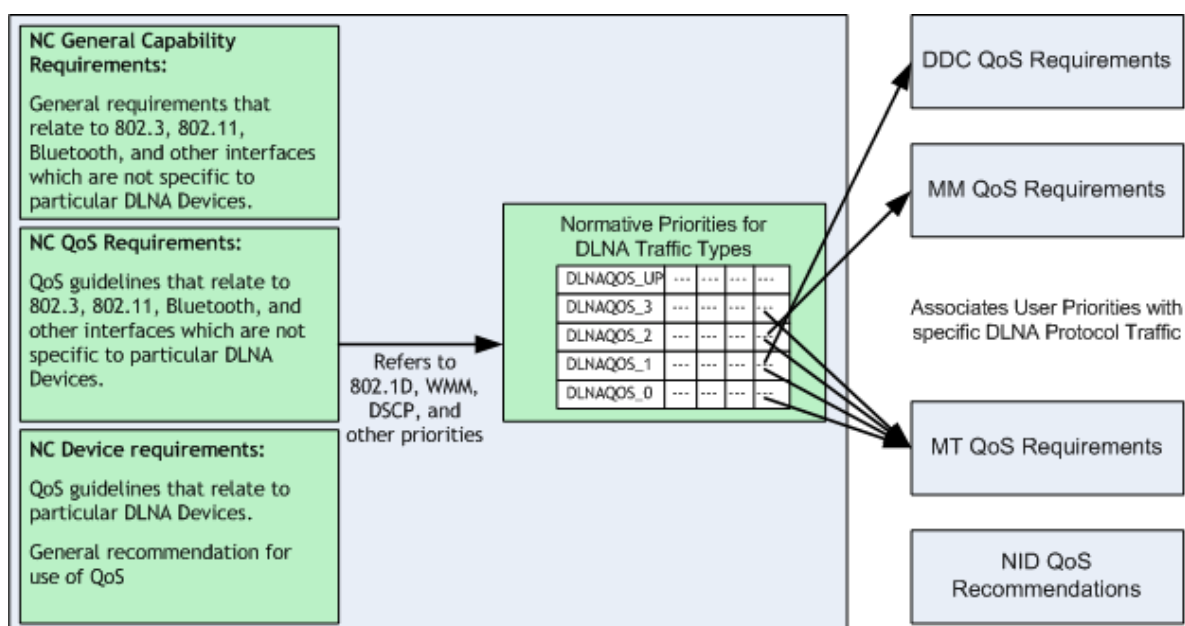 NC General Capability
Requirements:
General requirements that
relate to 802.3, 802.11,
Bluetooth, and other interfaces
which are not specific to
particular DLNA Devices.
NC QoS Requirements:
QoS guidelines that relate to
802.3, 802.11, Bluetooth, and
other interfaces which are not
specific to particular DLNA
Devices.
NC Device requirements:
QoS guidelines that relate to
particular DLNA Devices.
General recommendation for
use of QoS
Refers to
802.1D, WMM,
DSCP, and
other priorities
Normative Priorities for
DLNA Traffic Types
DLNAQOS_UP --- --- --- ---
DLNAQOS_3 --- --- --- ---
DLNAQOS_2 --- --- --- ---
DLNAQOS_1 --- --- --- ---
DLNAQOS_0 --- --- --- ---
DDC QoS Requirements
MM QoS Requirements
Associates User Priorities with
specific DLNA Protocol Traffic
MT QoS Requirements
NID QoS
Recommendations